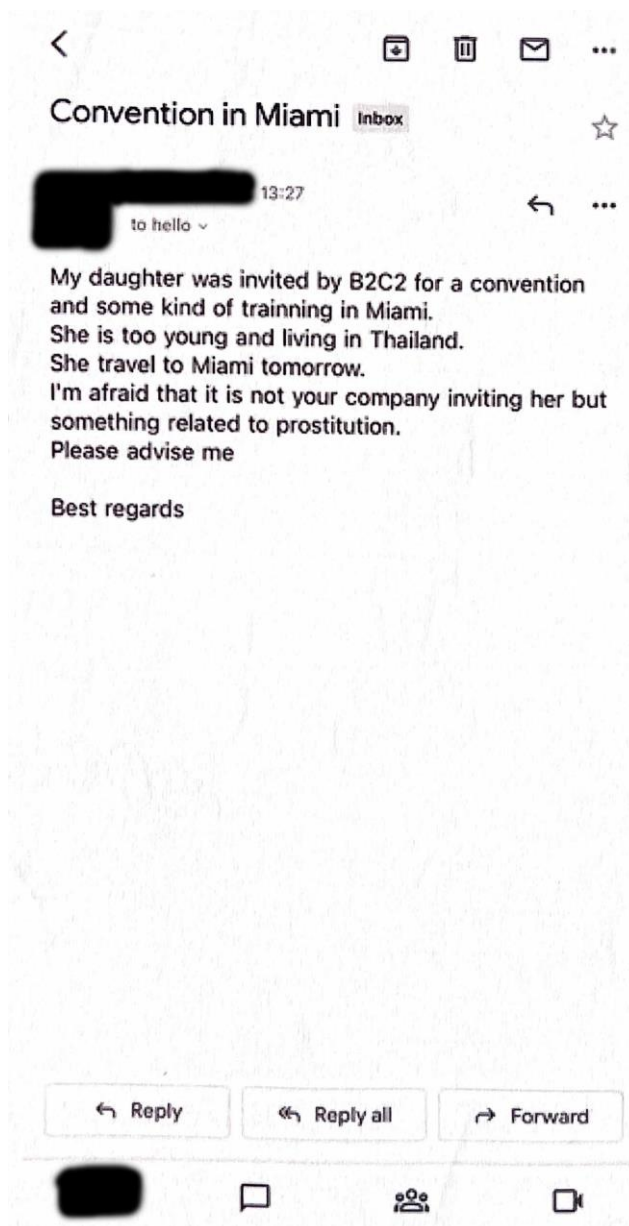 Convention in Miami Inbox
13:27
to hello
My daughter was invited by B2C2 for a convention
and some kind of trainning in Miami.
She is too young and living in Thailand.
She travel to Miami tomorrow.
I'm afraid that it is not your company inviting her but
something related to prostitution.
Please advise me
Best regards
Reply
Reply all
Forward